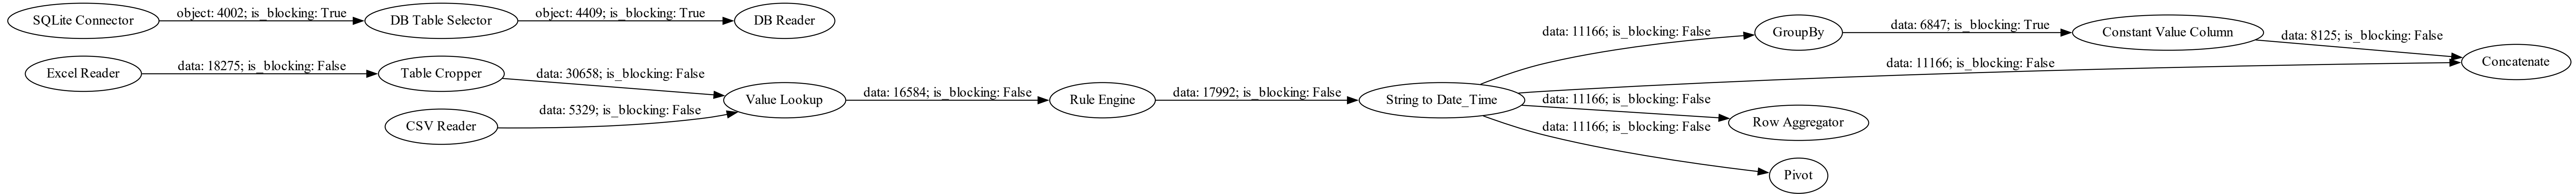 SQLite Connector
object: 4002; is_blocking: True
DB Table Selector
object: 4409; is_blocking: True
DB Reader
Excel Reader
data: 18275; is_blocking: False
Table Cropper
data: 30658; is_blocking: False
CSV Reader
data: 5329; is_blocking: False
Value Lookup
data: 16584; is_blocking: False
Rule Engine
data: 17992; is_blocking: False
String to Date_Time
data: 11166; is_blocking: False
GroupBy
data: 6847; is_blocking: True
Constant Value Column
data: 8125; is_blocking: False
data: 11166; is_blocking: False
Concatenate
data: 11166; is_blocking: False
Row Aggregator
data: 11166; is_blocking: False
Pivot